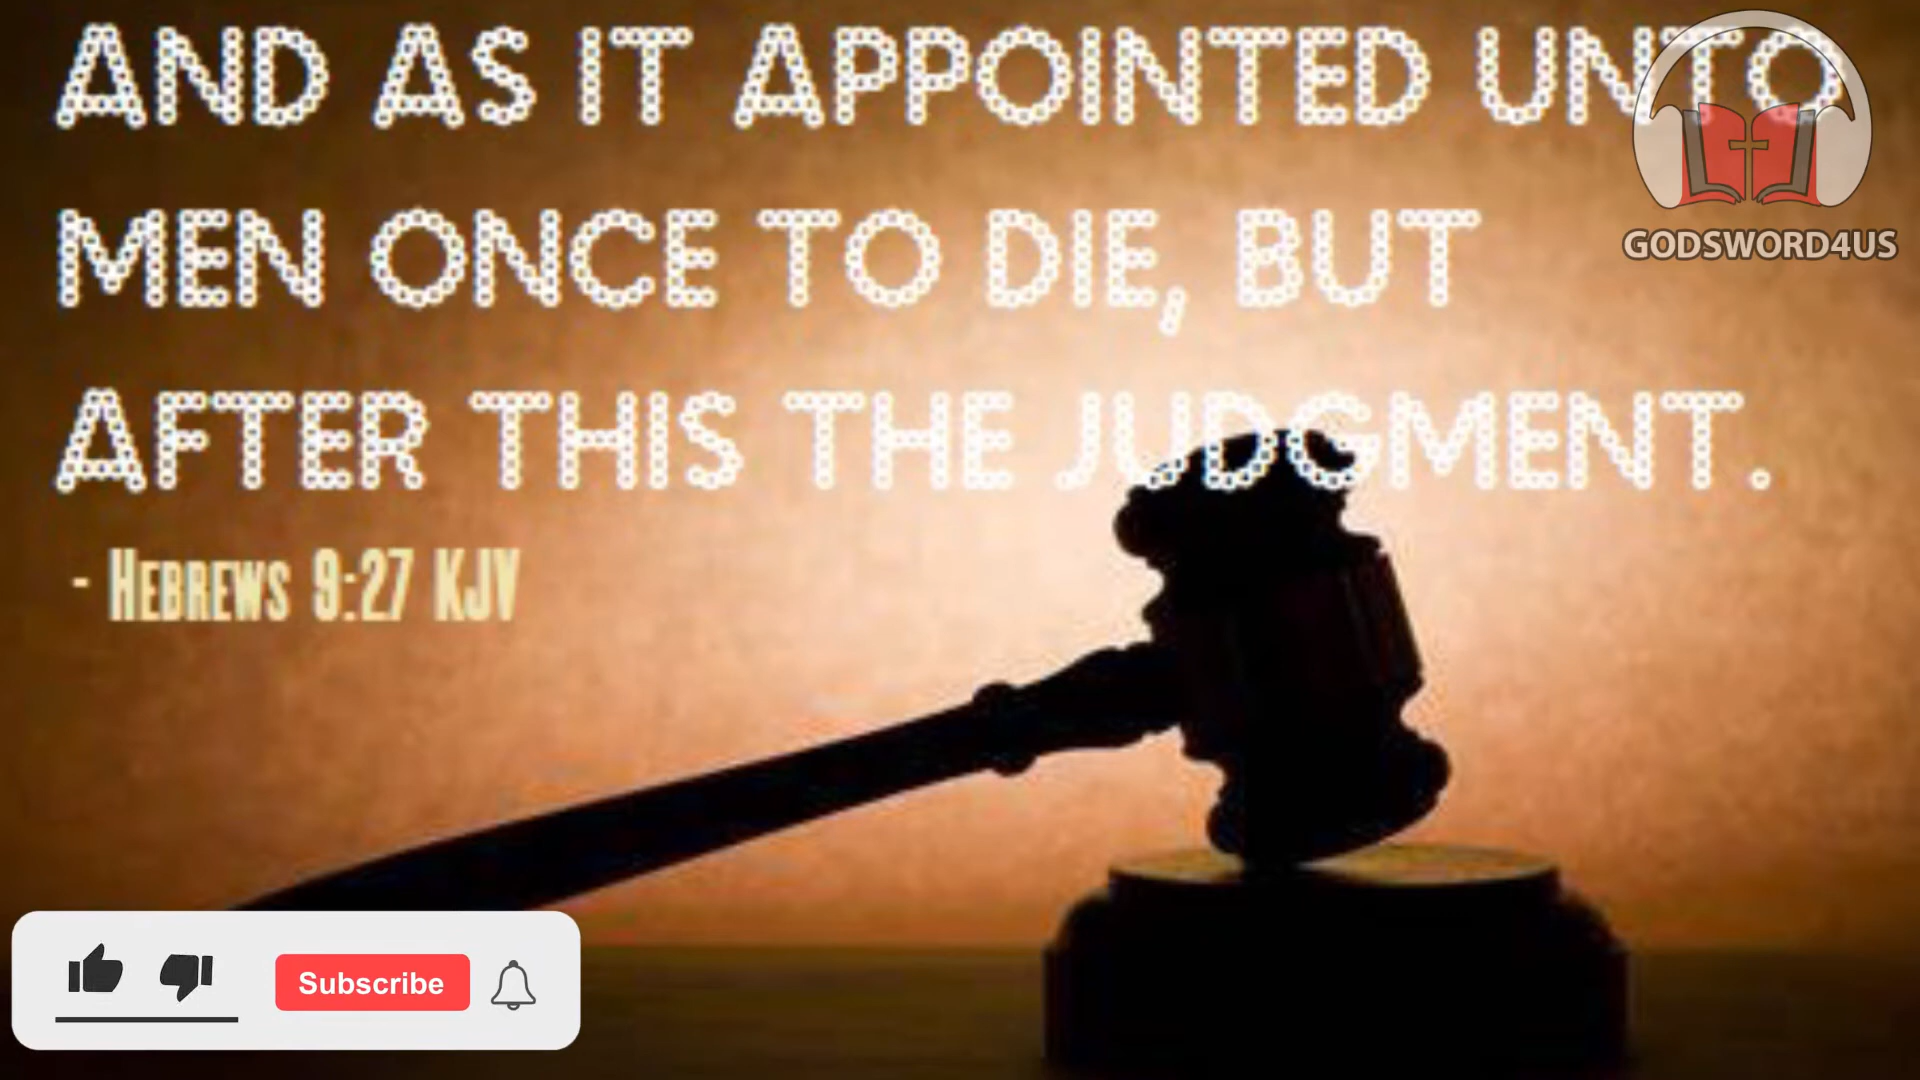 AND AS IT APPOINTED UNTO
MEN ONCE TO DIE, BUT
AFTER THIS THE JUDGMENT.
- HEBREWS 9:27 KJV
GODSWORD4US
Subscribe